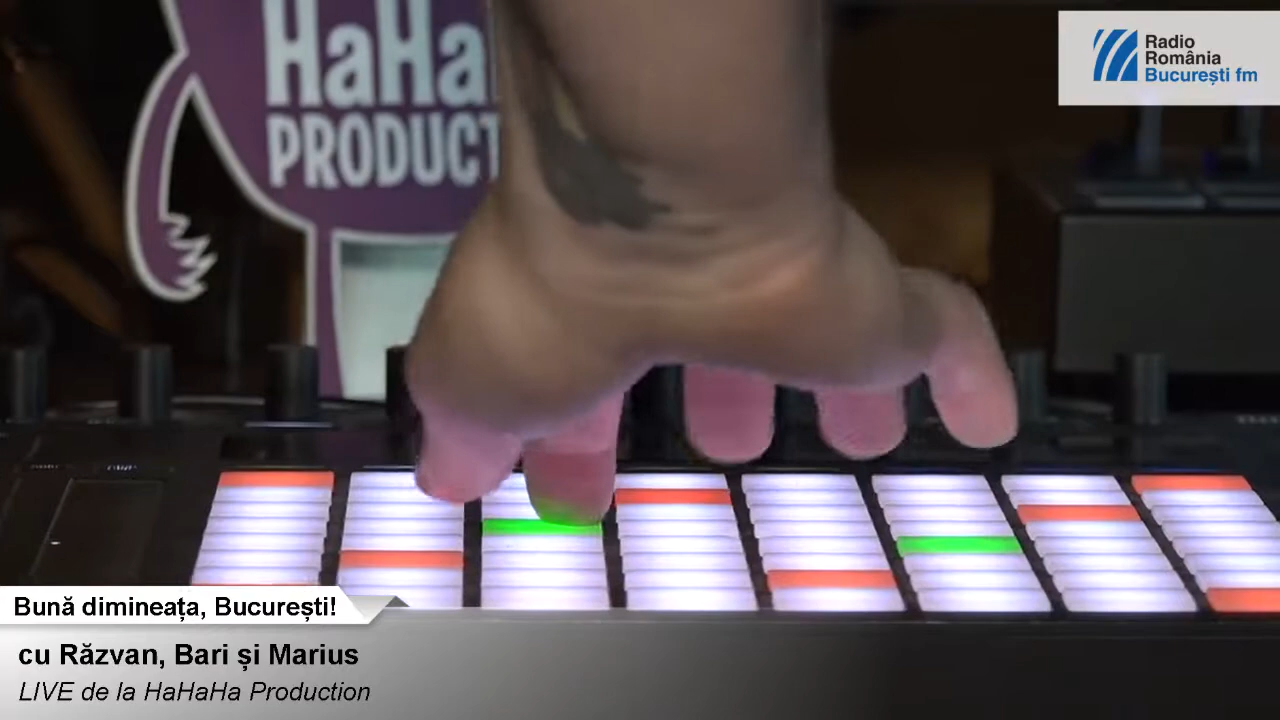 HaHa
PRODUCT
Radio
România
București fm
Bună dimineața, București!
cu Răzvan, Bari și Marius
LIVE de la HaHaHa Production